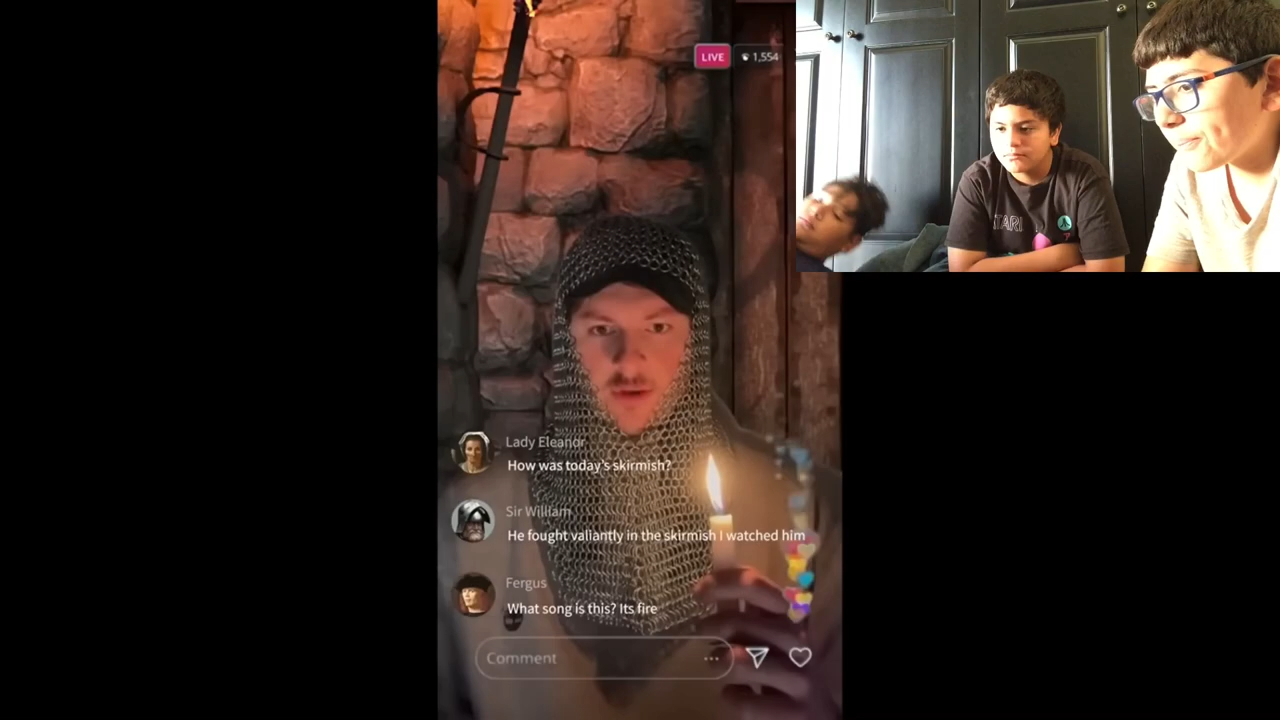 LIVE
1,554
TARI
Lady Eleanor
How was today's skirmish?
Sir William
He fought valiantly in the skirmish I watched him
Fergus
What song is this? Its fire
Comment